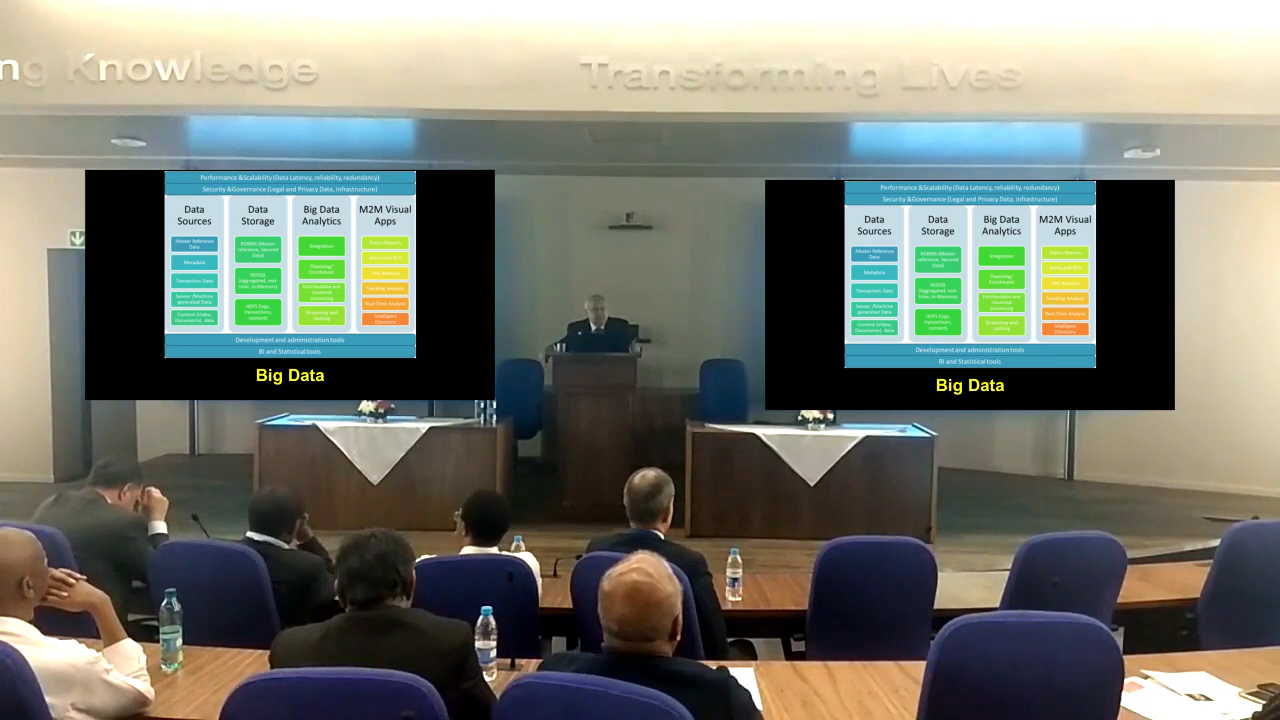 ng Knowledge
Transforming Lives
Performance &Scalability (Data Latency, reliability, redundancy)
Security &Governance (Legal and Privacy Data, infrastructure)
Data Sources
Master Reference Data
Metadata
Transaction Data
Sensor /Machine generated Data
Content (Video, Documents) .data
Data Storage
RDBMS (Master reference, Secured Data)
NOSQL (Aggregated, real-time, in-Memory)
HDFS (logs, transactions, content)
Big Data Analytics
Integration
Cleansing/ Enrichment
Distributable and clustered processing
Streaming and caching
M2M Visual Apps
Status Reports
Alerts and KPIs
Text Analysis
Trending Analysis
Real-Time Analysis
Intelligent Discovery
Development and administration tools
BI and Statistical tools
Big Data
Performance &Scalability (Data Latency, reliability, redundancy)
Security &Governance (Legal and Privacy Data, infrastructure)
Data Sources
Master Reference Data
Metadata
Transaction Data
Sensor /Machine generated Data
Content (Video, Documents) .data
Data Storage
RDBMS (Master reference, Secured Data)
NOSQL (Aggregated, real-time, in-Memory)
HDFS (logs, transactions, content)
Big Data Analytics
Integration
Cleansing/ Enrichment
Distributable and clustered processing
Streaming and caching
M2M Visual Apps
Status Reports
Alerts and KPIs
Text Analysis
Trending Analysis
Real-Time Analysis
Intelligent Discovery
Development and administration tools
BI and Statistical tools
Big Data